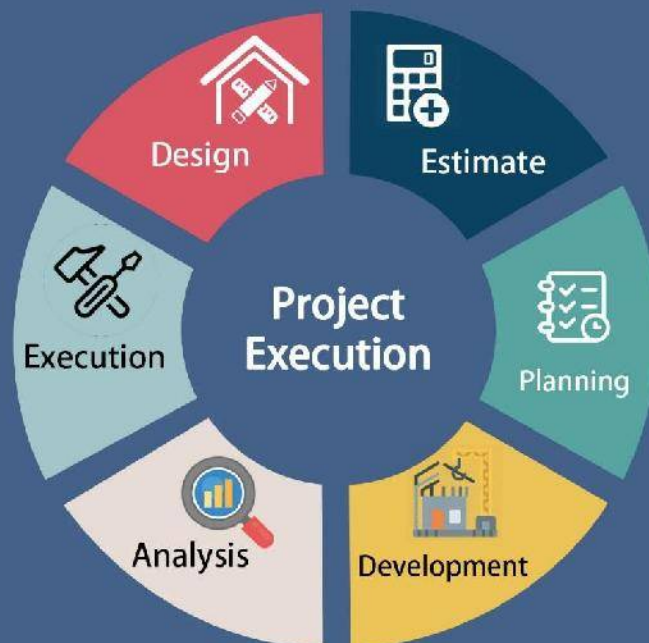 Design
Estimate
Planning
Development
Analysis
Execution
Project
Execution